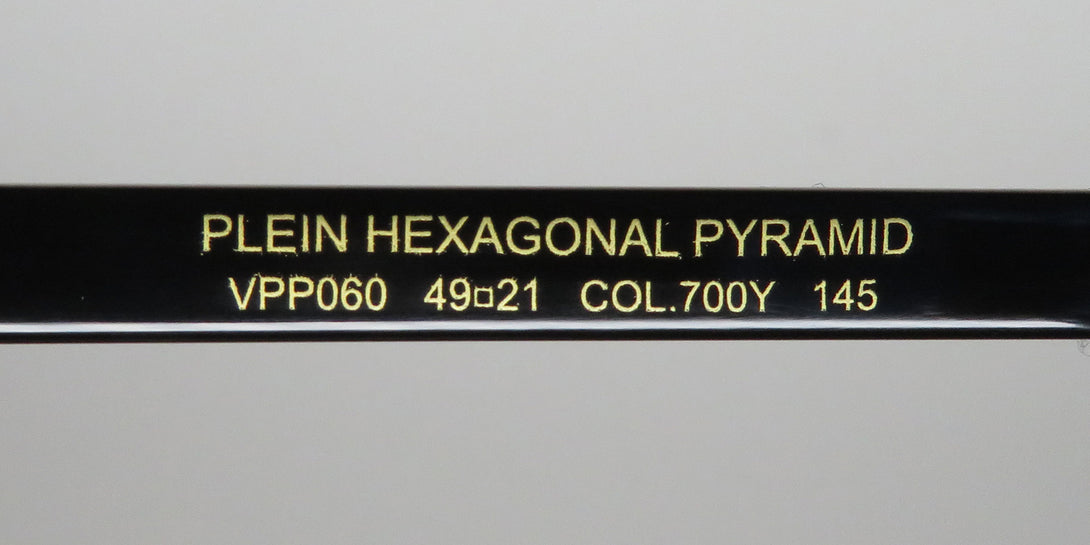 PLEIN HEXAGONAL PYRAMID
VPP060 49□21 COL.700Y 145